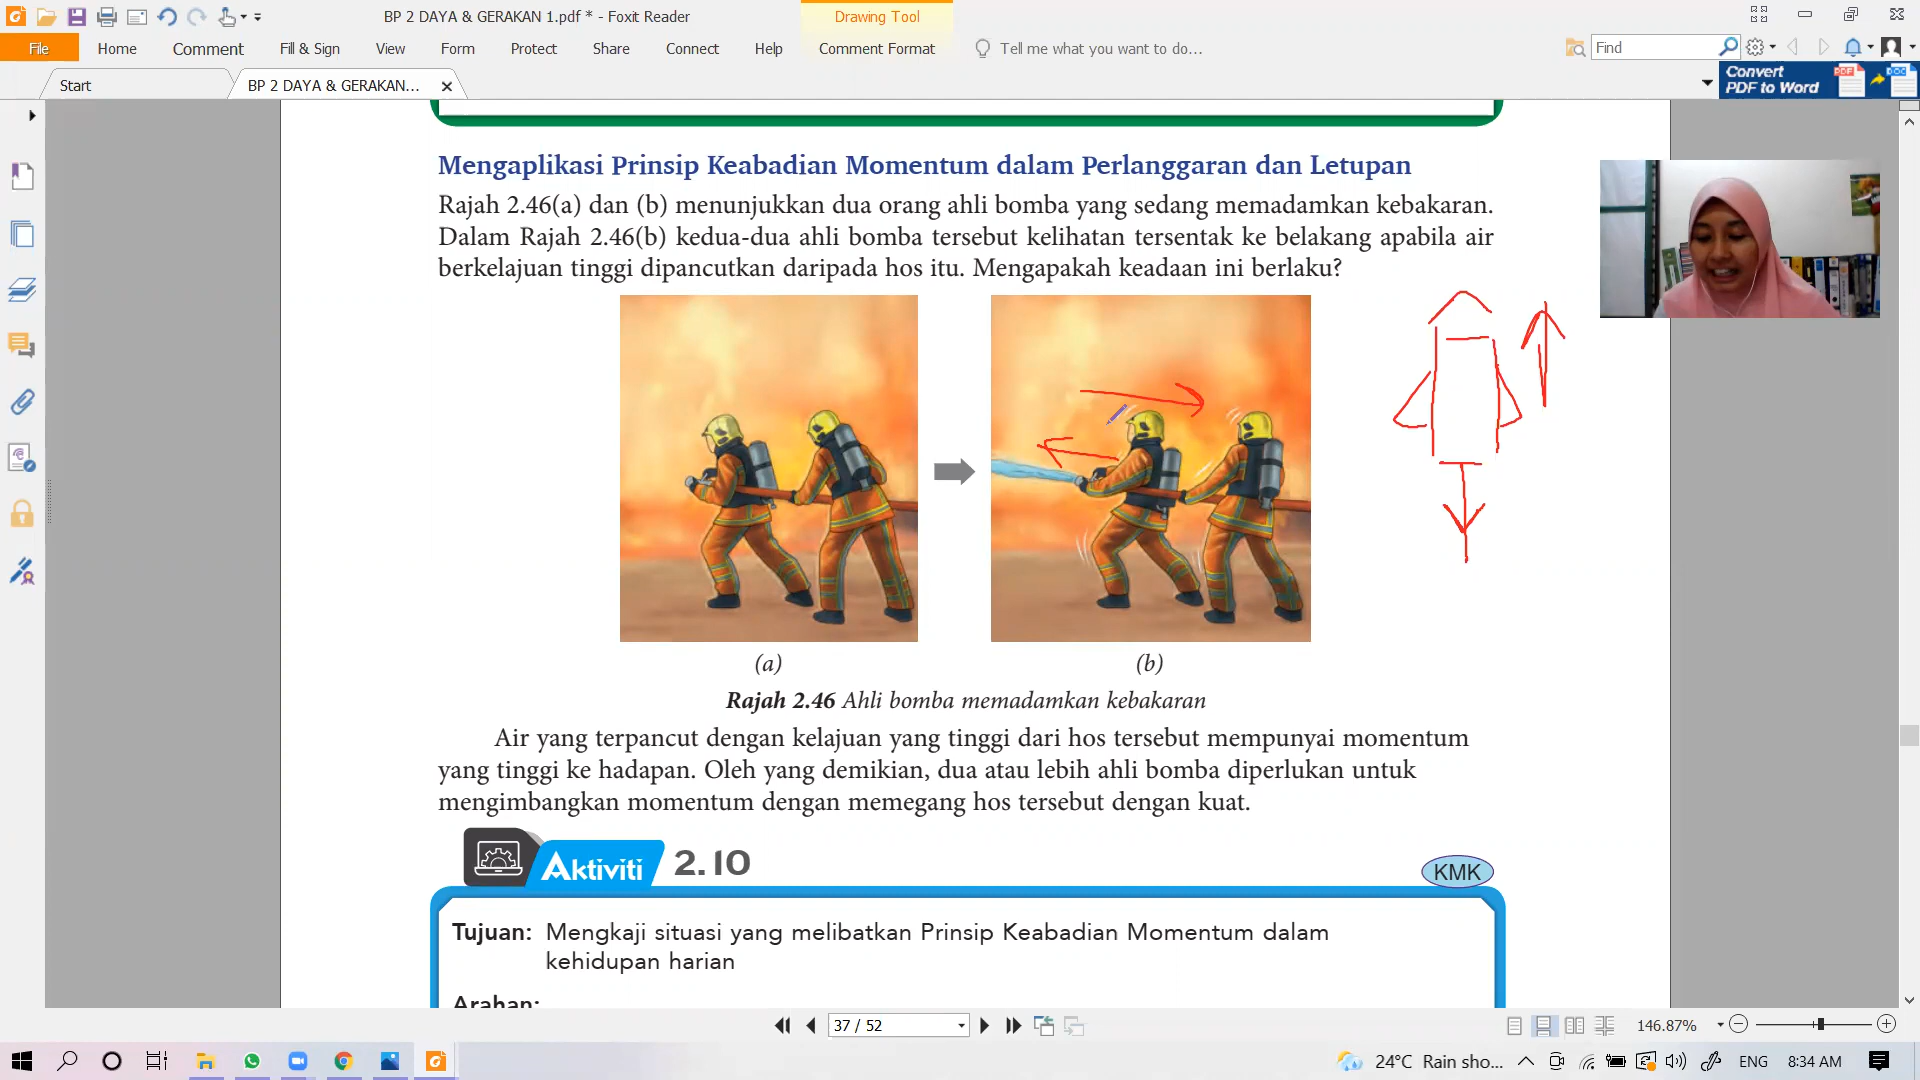 BP 2 DAYA & GERAKAN 1.pdf * - Foxit Reader
Drawing Tool
File
Home
Comment
Fill & Sign
View
Form
Protect
Share
Connect
Help
Comment Format
Tell me what you want to do...
Find
Start
BP 2 DAYA & GERAKAN...
Convert
PDF to Word
PDF
DOC
Mengaplikasi Prinsip Keabadian Momentum dalam Perlanggaran dan Letupan
Rajah 2.46(a) dan (b) menunjukkan dua orang ahli bomba yang sedang memadamkan kebakaran.
Dalam Rajah 2.46(b) kedua-dua ahli bomba tersebut kelihatan tersentak ke belakang apabila air
berkelajuan tinggi dipancutkan daripada hos itu. Mengapakah keadaan ini berlaku?
(a)
(b)
Rajah 2.46 Ahli bomba memadamkan kebakaran
Air yang terpancut dengan kelajuan yang tinggi dari hos tersebut mempunyai momentum
yang tinggi ke hadapan. Oleh yang demikian, dua atau lebih ahli bomba diperlukan untuk
mengimbangkan momentum dengan memegang hos tersebut dengan kuat.
Aktiviti 2.10
KMK
Tujuan: Mengkaji situasi yang melibatkan Prinsip Keabadian Momentum dalam
kehidupan harian
Arahan:
37 / 52
146.87%
24°C Rain sho...
ENG
8:34 AM